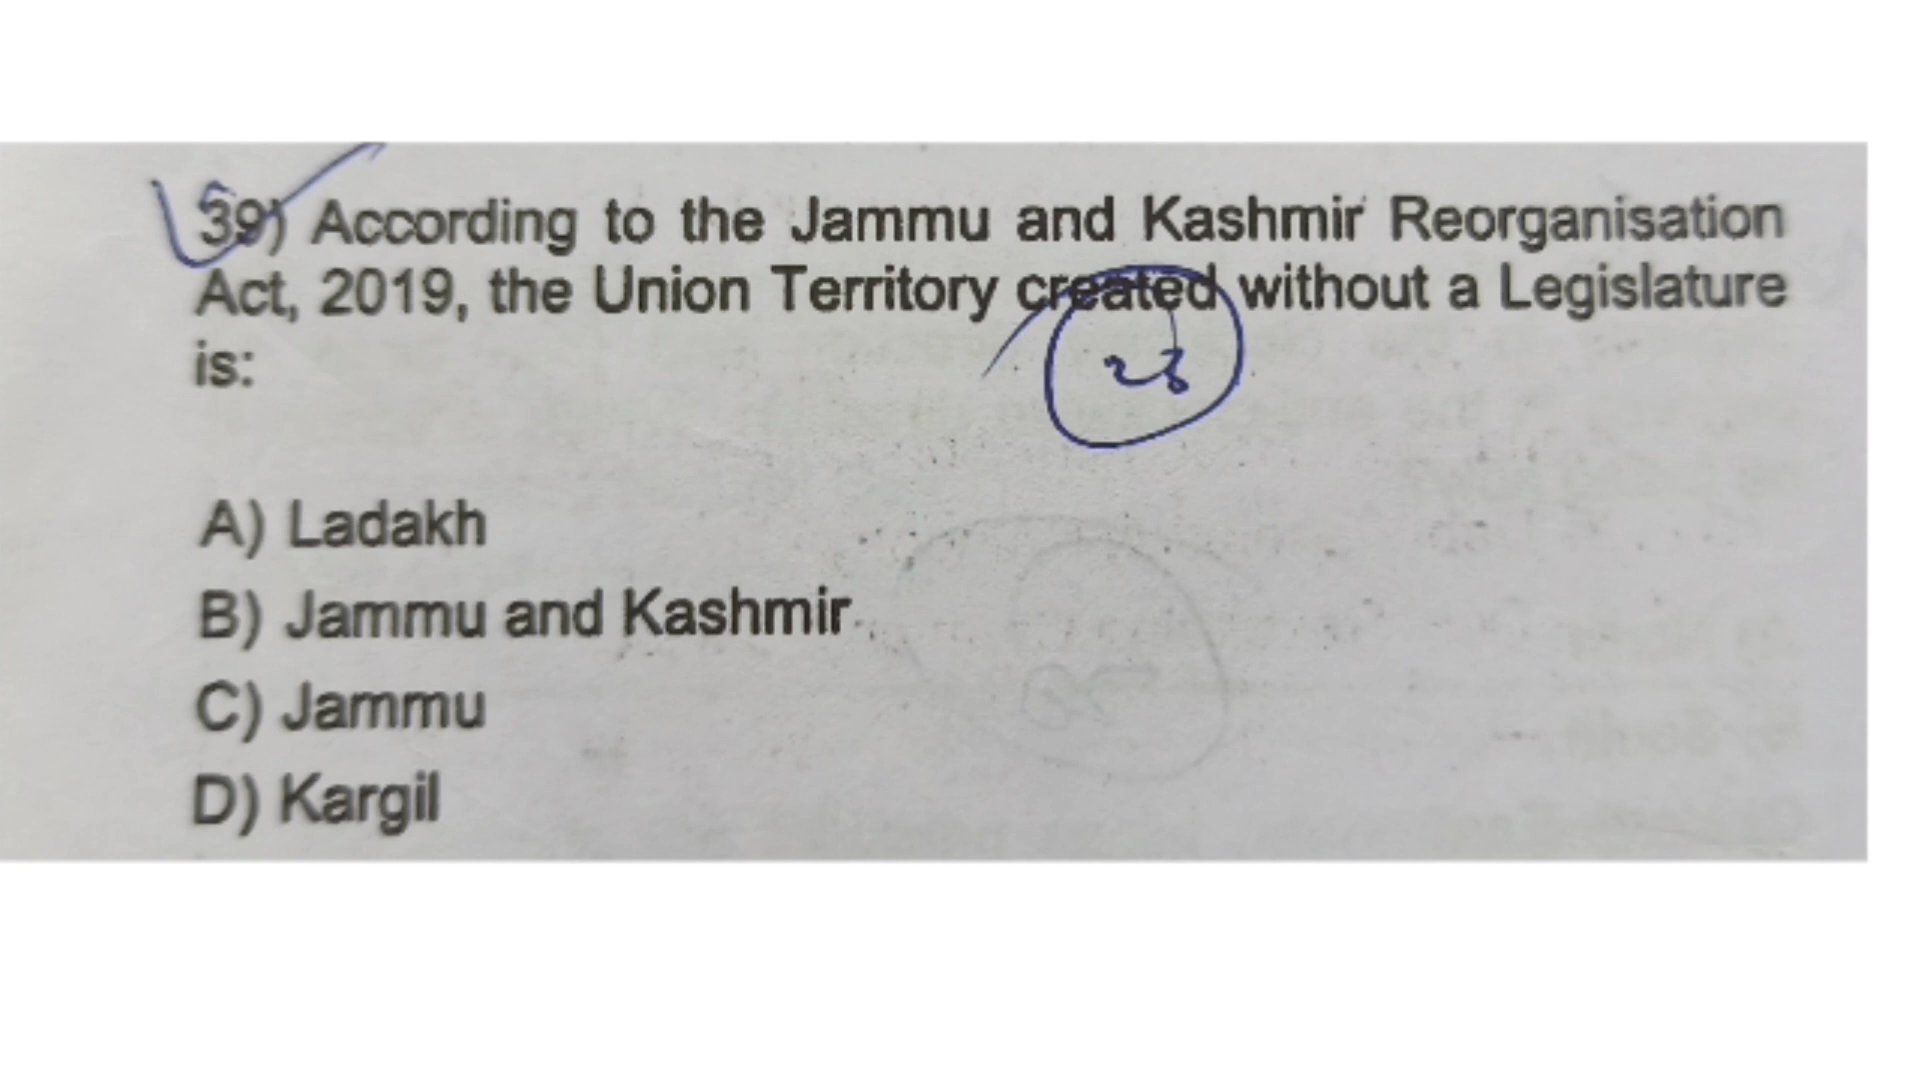 39) According to the Jammu and Kashmir Reorganisation
Act, 2019, the Union Territory created without a Legislature
is:
A) Ladakh
B) Jammu and Kashmir
C) Jammu
D) Kargil